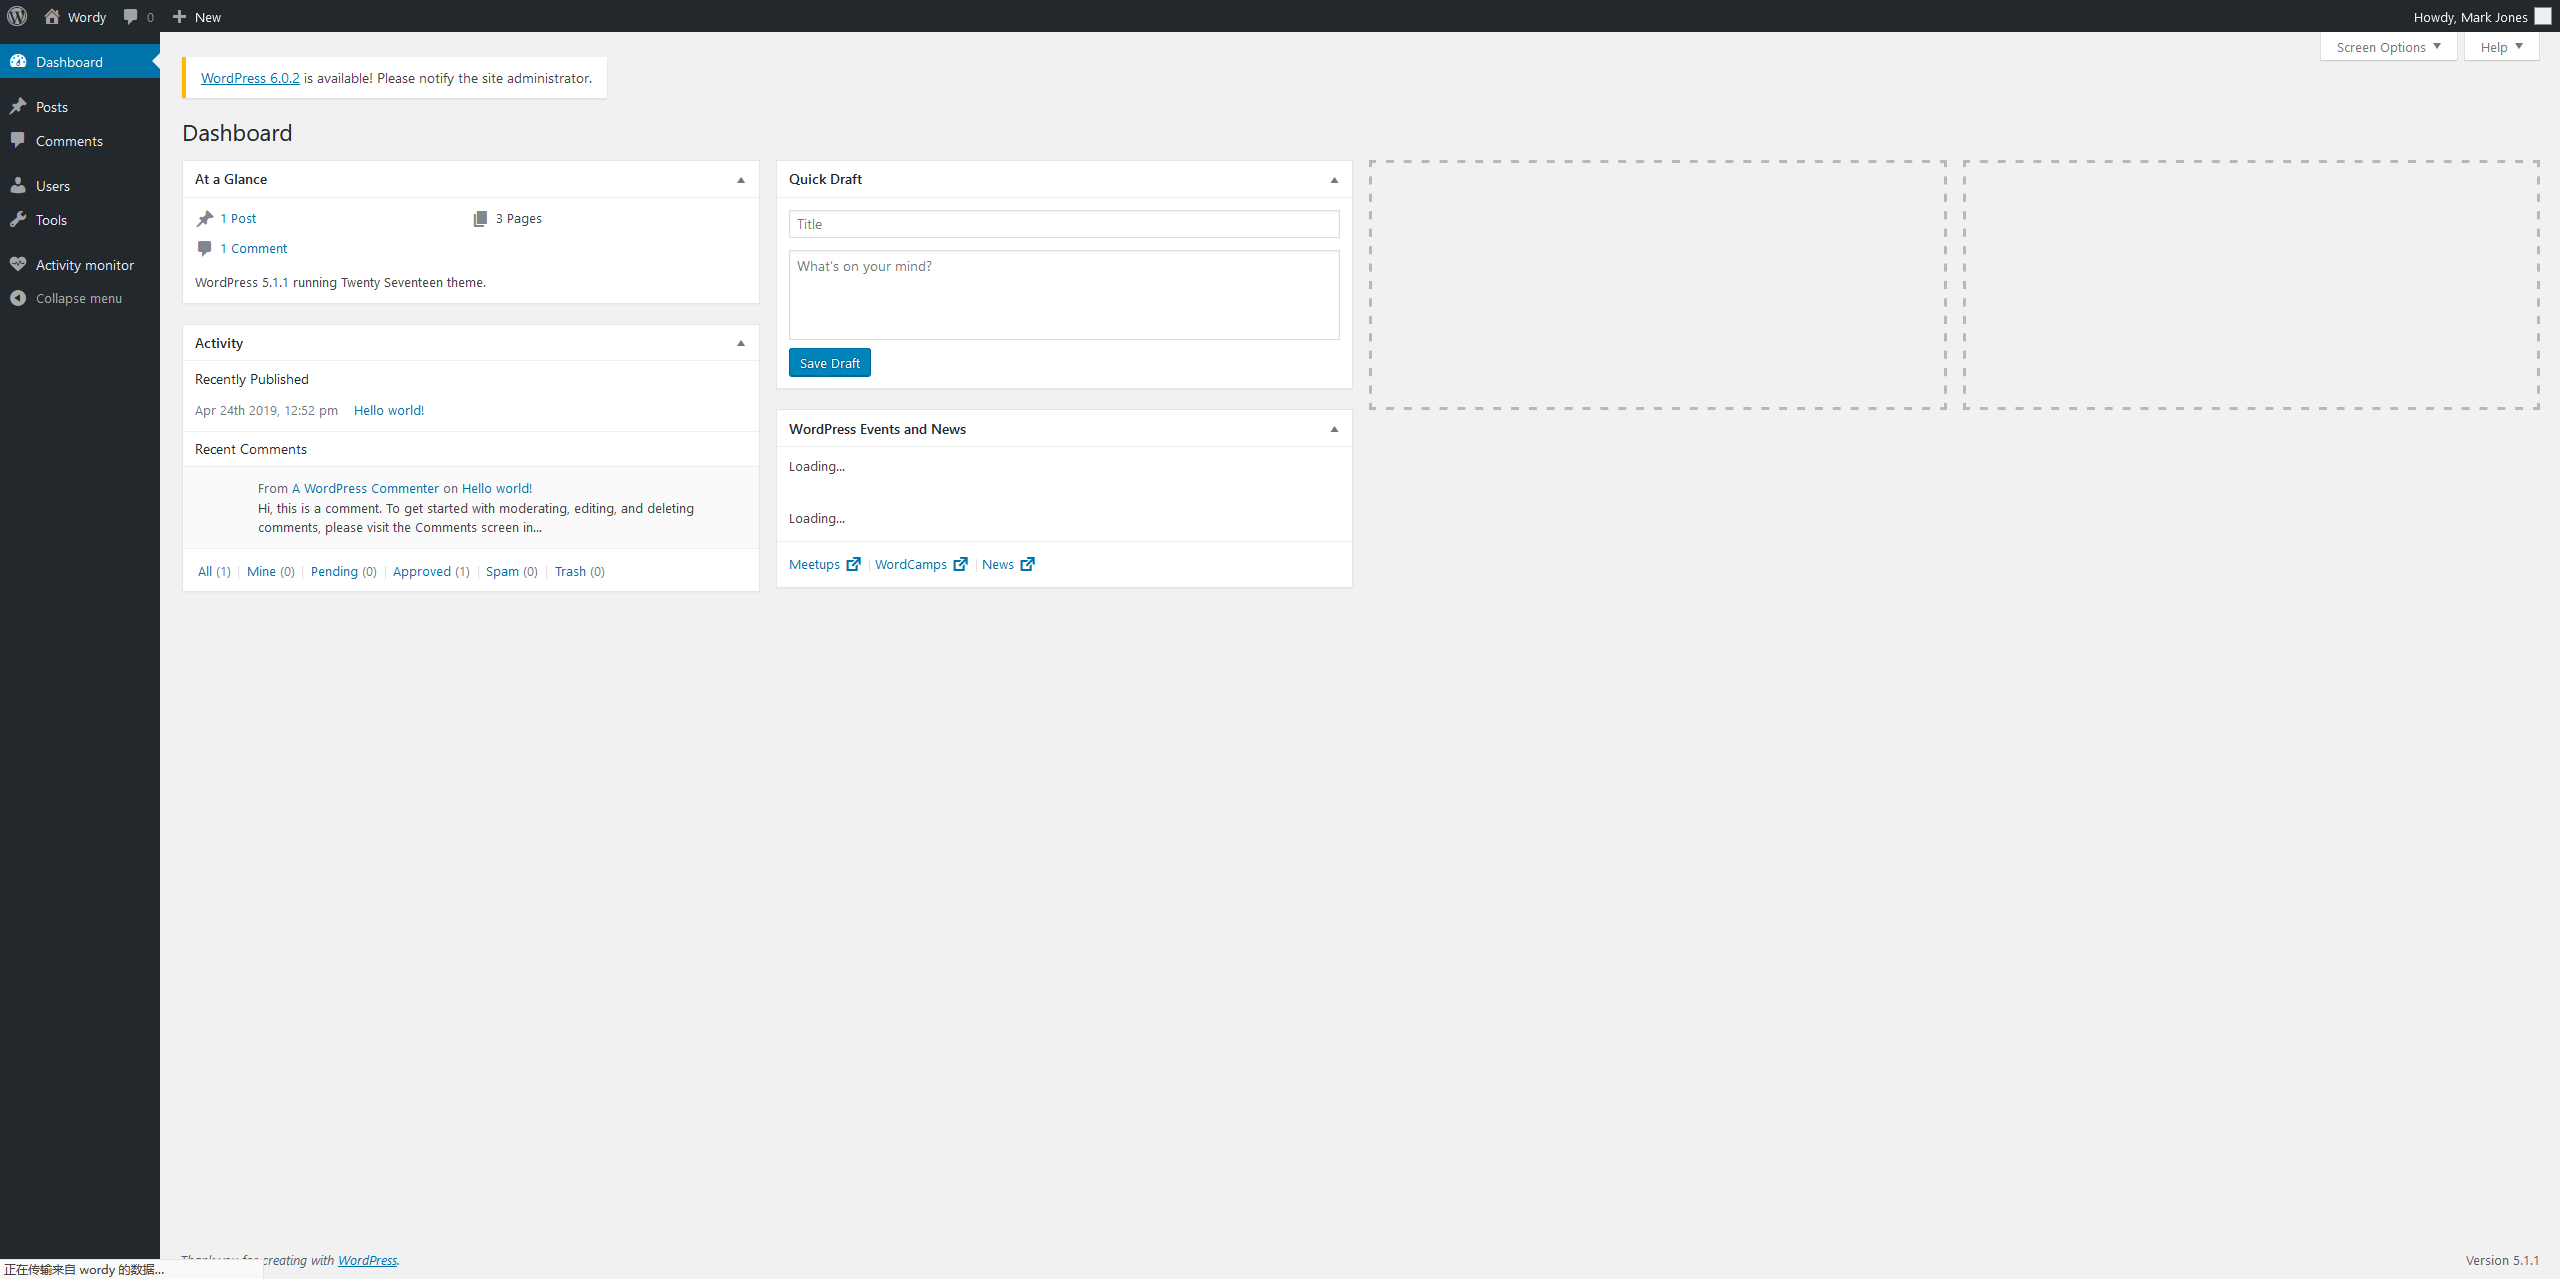 Wordy 0 New Howdy, Mark Jones
Dashboard
Posts
Comments
Users
Tools
Activity monitor
Collapse menu
Screen Options Help
WordPress 6.0.2 is available! Please notify the site administrator.
Dashboard
At a Glance
1 Post 3 Pages
1 Comment
WordPress 5.1.1 running Twenty Seventeen theme.
Activity
Recently Published
Apr 24th 2019, 12:52 pm Hello world!
Recent Comments
From A WordPress Commenter on Hello world!
Hi, this is a comment. To get started with moderating, editing, and deleting
comments, please visit the Comments screen in...
All (1) | Mine (0) | Pending (0) | Approved (1) | Spam (0) | Trash (0)
Quick Draft
Title
What's on your mind?
Save Draft
WordPress Events and News
Loading...
Loading...
Meetups | WordCamps | News
Thank you for creating with WordPress.
Version 5.1.1
正在传输来自 wordy 的数据...